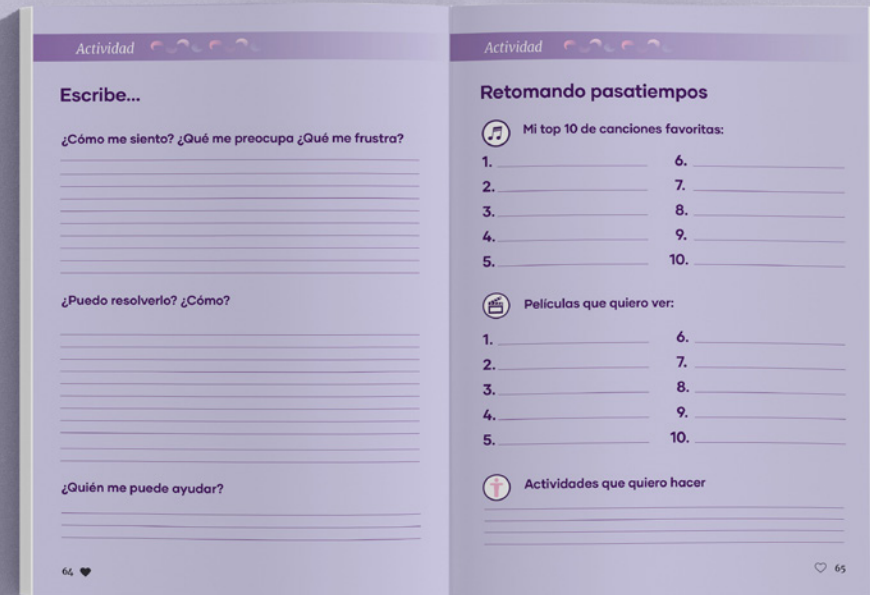 Actividad
Escribe...
¿Cómo me siento? ¿Qué me preocupa ¿Qué me frustra?
¿Puedo resolverlo? ¿Cómo?
¿Quién me puede ayudar?
64
Actividad
Retomando pasatiempos
Mi top 10 de canciones favoritas:
1. 6.
2. 7.
3. 8.
4. 9.
5. 10.
Películas que quiero ver:
1. 6.
2. 7.
3. 8.
4. 9.
5. 10.
Actividades que quiero hacer
65